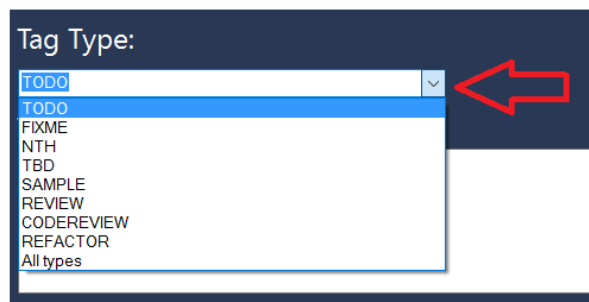 Tag Type:
TODO
TODO
FIXME
NTH
TBD
SAMPLE
REVIEW
CODEREVIEW
REFACTOR
All types